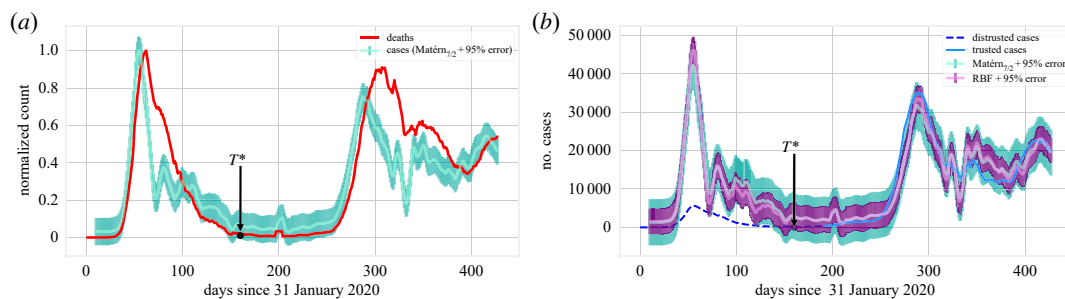 (a)
deaths
cases (Matérn7/2 + 95% error)
1.0
0.8
0.6
0.4
0.2
0
normalized count
T*
0 100 200 300 400
days since 31 January 2020
(b)
distrusted cases
trusted cases
Matérn7/2 + 95% error
RBF + 95% error
50 000
40 000
30 000
20 000
10 000
0
no. cases
T*
0 100 200 300 400
days since 31 January 2020